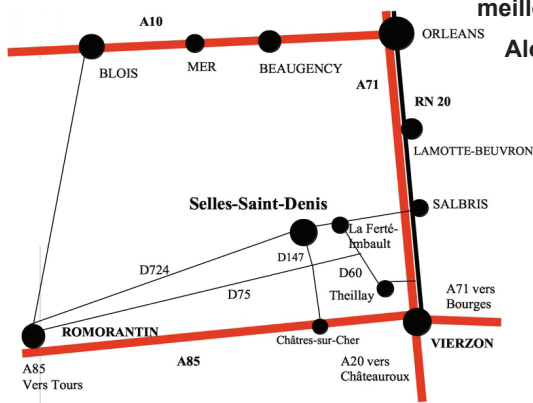 meille
Ale
A10
ORLEANS
BLOIS
MER
BEAUGENCY
A71
RN 20
LAMOTTE-BEUVRON
Selles-Saint-Denis
SALBRIS
La Ferté-
Imbault
D147
D724
D60
D75
Theillay
A71 vers
Bourges
ROMORANTIN
Châtres-sur-Cher
VIERZON
A85
A85
Vers Tours
A20 vers
Châteauroux